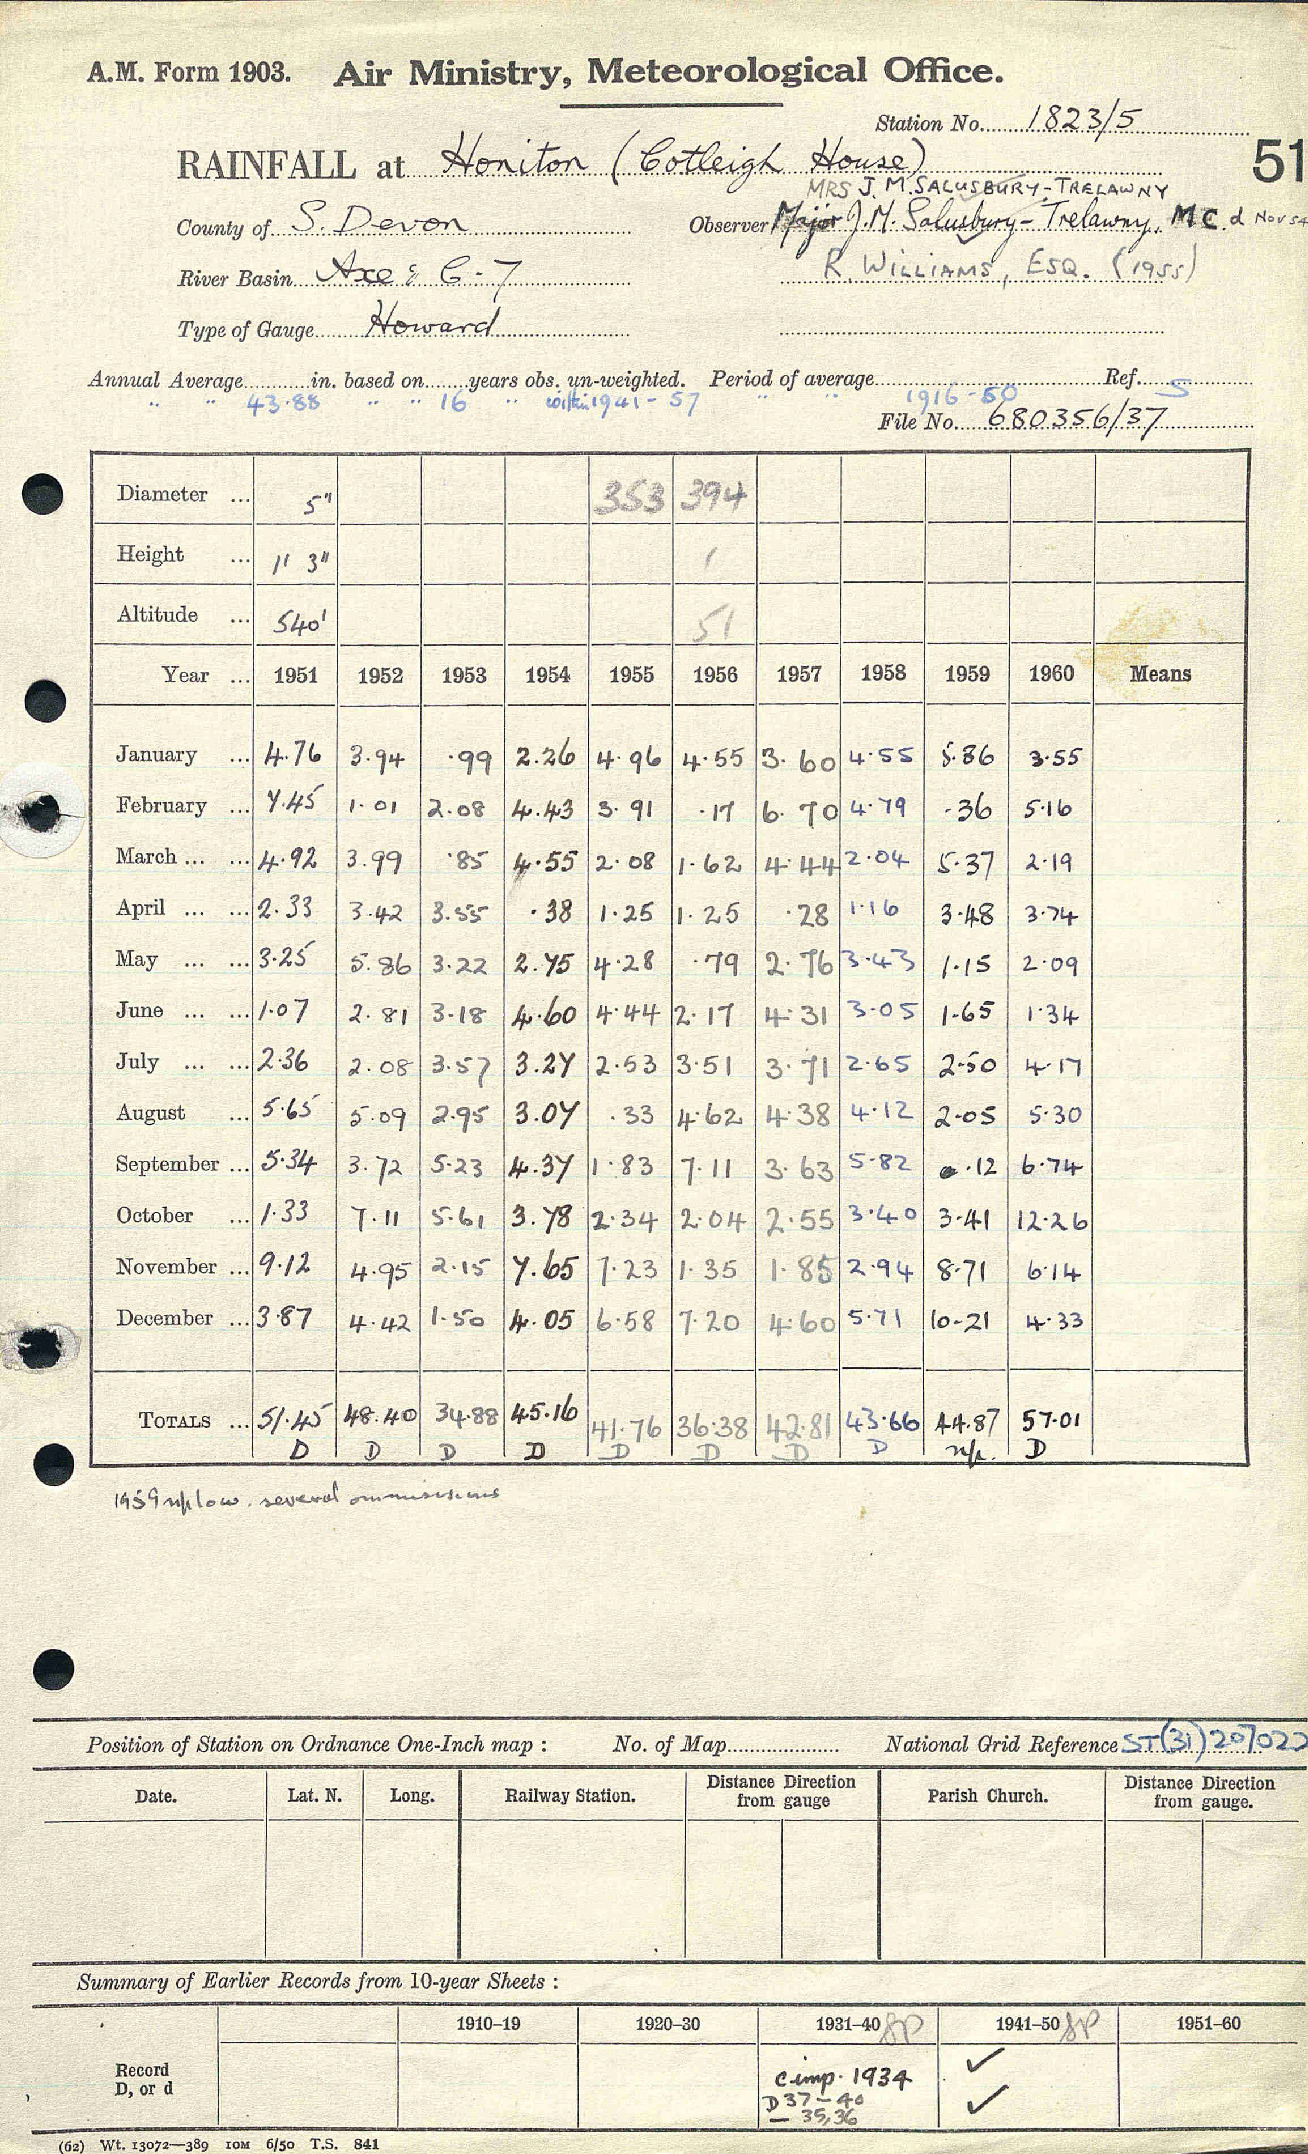 A.M. Form 1903. Air Ministry, Meteorological Office.
Station No. 1823/5
51
RAINFALL at Honiton (Cotleigh House)
MRS J. M. SALUSBURY-TRELAWNY
County of S. Devon Observer Major J. M. Salusbury-Trelawny, MC. d Nov 54
River Basin Axe & C-7 R. WILLIAMS, ESQ. (1955)
Type of Gauge Howard
Annual Average in. based on years obs. un-weighted. Period of average Ref.
" " 43.88 " " 16 " within 1941-57 " " 1916-50 S
File No. 680356/37
Diameter ... 5" 353 394
Height ... 1' 3" 1
Altitude ... 540' 51
Year ... 1951 1952 1953 1954 1955 1956 1957 1958 1959 1960 Means
January ... 4.76 3.94 .99 2.26 4.96 4.55 3.60 4.55 5.86 3.55
February ... 7.45 1.01 2.08 4.43 3.91 .17 6.70 4.79 .36 5.16
March ... ... 4.92 3.99 .85 4.55 2.08 1.62 4.44 2.04 5.37 2.19
April ... ... 2.33 3.42 3.55 .38 1.25 1.25 .28 1.16 3.48 3.74
May ... ... 3.25 5.86 3.22 2.75 4.28 .79 2.76 3.43 1.15 2.09
June ... ... 1.07 2.81 3.18 4.60 4.44 2.17 4.31 3.05 1.65 1.34
July ... ... 2.36 2.08 3.57 3.27 2.53 3.51 3.71 2.65 2.50 4.17
August ... 5.65 5.09 2.95 3.07 .33 4.62 4.38 4.12 2.05 5.30
September ... 5.34 3.72 5.23 4.37 1.83 7.11 3.63 5.82 .12 6.74
October ... 1.33 7.11 5.61 3.78 2.34 2.04 2.55 3.40 3.41 12.26
November ... 9.12 4.95 2.15 7.65 7.23 1.35 1.85 2.94 8.71 6.14
December ... 3.87 4.42 1.50 4.05 6.58 7.20 4.60 5.71 10.21 4.33
TOTALS ... 51.45 48.40 34.88 45.16 41.76 36.38 42.81 43.66 44.87 57.01
D D D D D D D D n/p. D
1959 n/p low. several ommissions
Position of Station on Ordnance One-Inch map : No. of Map National Grid Reference ST(31)207022
Date. Lat. N. Long. Railway Station. Distance Direction from gauge Parish Church. Distance Direction from gauge.
Summary of Earlier Records from 10-year Sheets :
1910-19 1920-30 1931-40 SP 1941-50 SP 1951-60
Record D, or d
c imp. 1934 ✓
D 37-40 ✓
— 35,36
(62) Wt. 13072—389 10M 6/50 T.S. 841